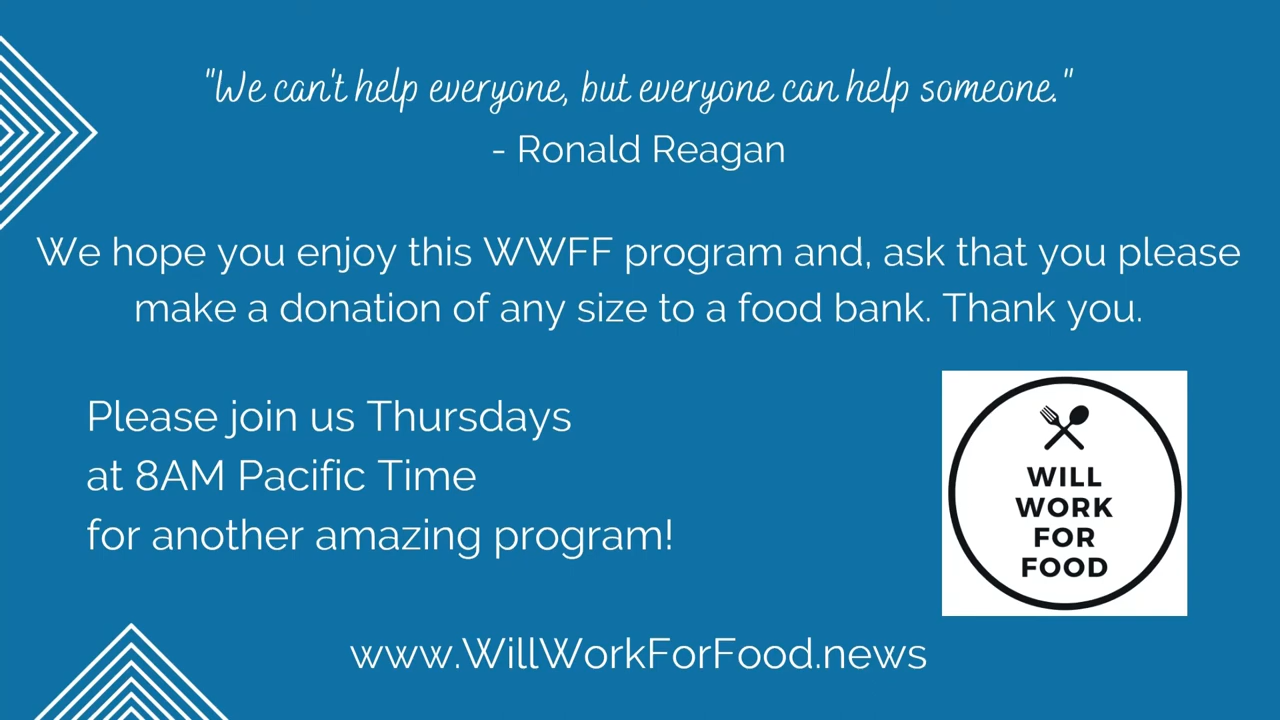 "We can't help everyone, but everyone can help someone."
- Ronald Reagan
We hope you enjoy this WWFF program and, ask that you please
make a donation of any size to a food bank. Thank you.
Please join us Thursdays
at 8AM Pacific Time
for another amazing program!
WILL
WORK
FOR
FOOD
www.WillWorkForFood.news